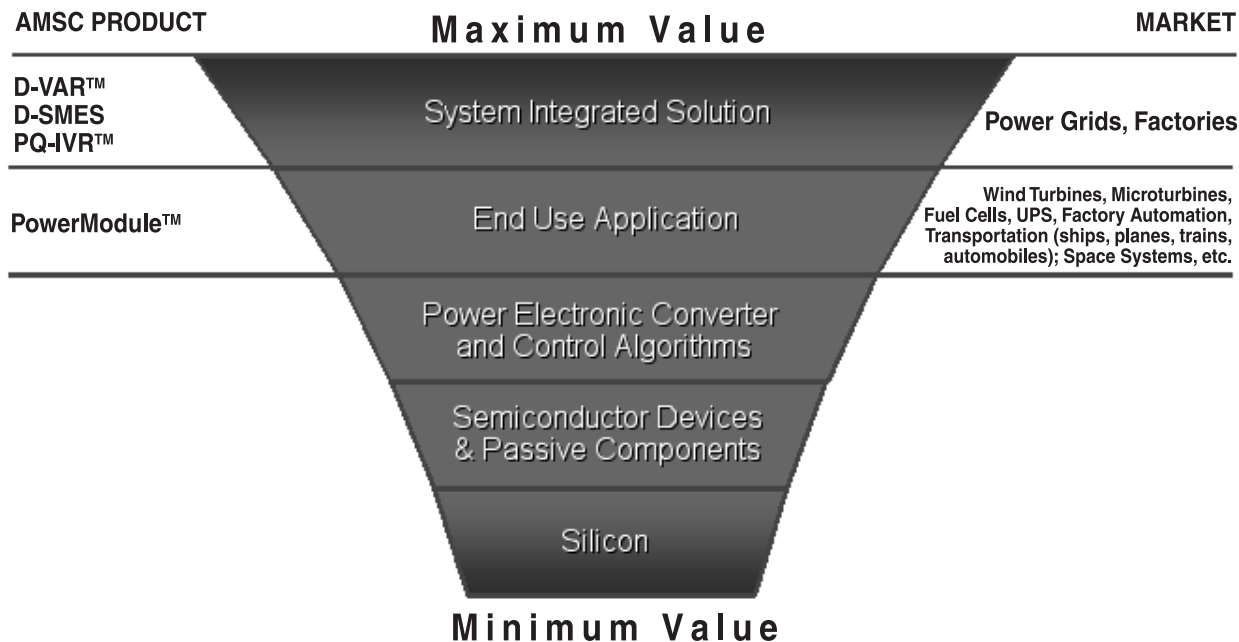 AMSC PRODUCT
Maximum Value
MARKET
D-VAR™
D-SMES
PQ-IVR™
System Integrated Solution
Power Grids, Factories
PowerModule™
End Use Application
Wind Turbines, Microturbines,
Fuel Cells, UPS, Factory Automation,
Transportation (ships, planes, trains,
automobiles); Space Systems, etc.
Power Electronic Converter
and Control Algorithms
Semiconductor Devices
& Passive Components
Silicon
Minimum Value